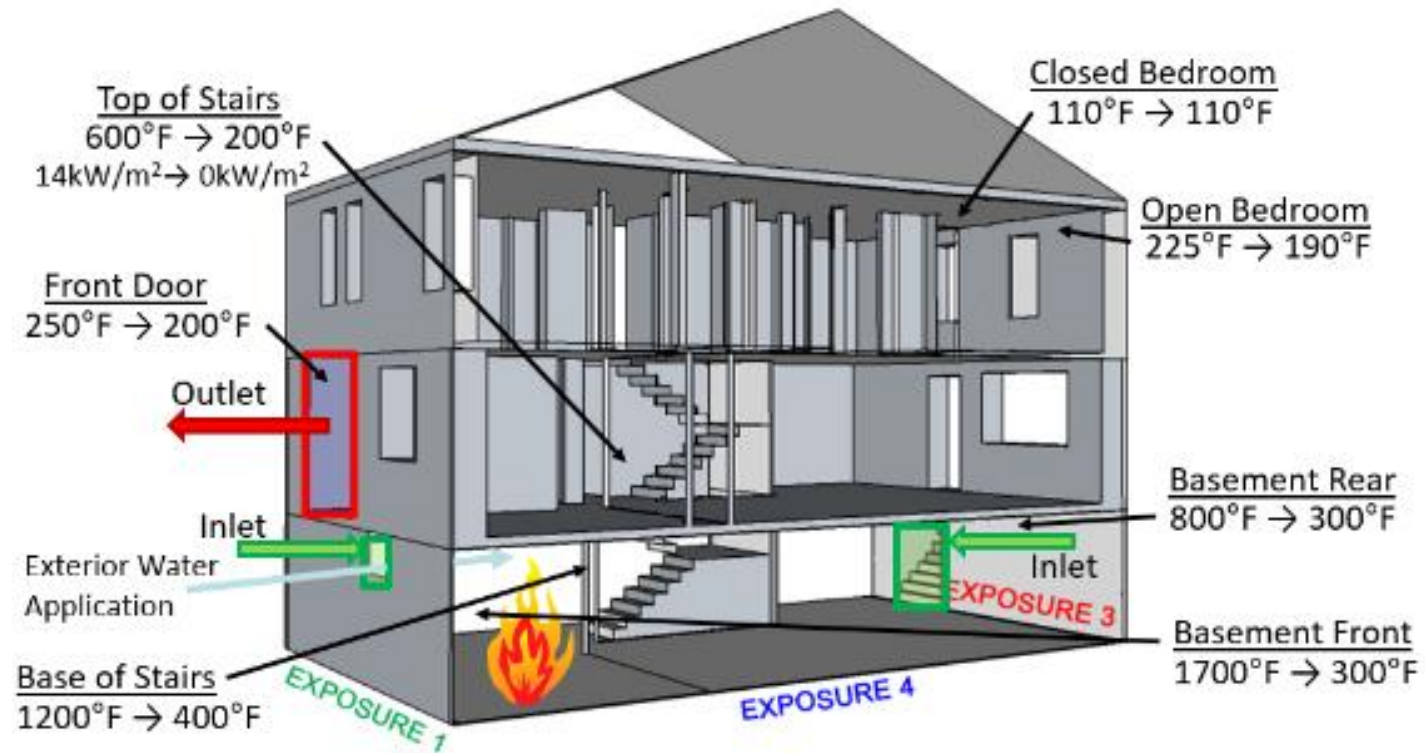 Top of Stairs
600°F → 200°F
14kW/m²→ 0kW/m²
Closed Bedroom
110°F → 110°F
Open Bedroom
225°F → 190°F
Front Door
250°F → 200°F
Outlet
Inlet
Exterior Water
Application
Basement Rear
800°F → 300°F
Inlet
EXPOSURE 3
Basement Front
1700°F → 300°F
Base of Stairs
1200°F → 400°F
EXPOSURE 1
EXPOSURE 4